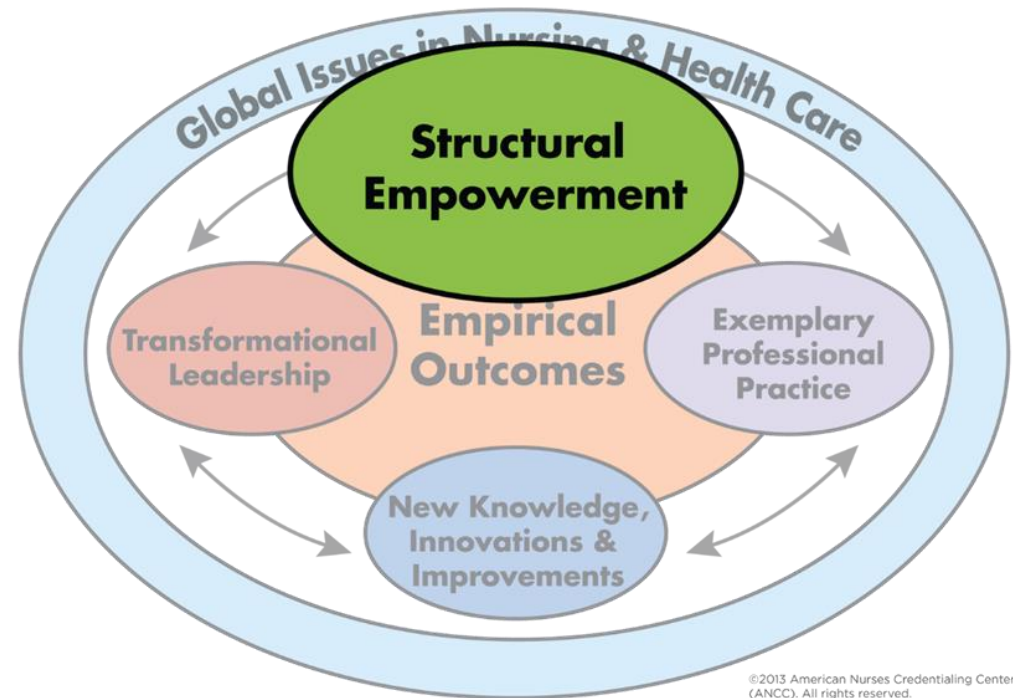 Global Issues in Nursing & Health Care
Structural
Empowerment
Transformational
Leadership
Empirical
Outcomes
Exemplary
Professional
Practice
New Knowledge,
Innovations &
Improvements
©2013 American Nurses Credentialing Center
(ANCC). All rights reserved.